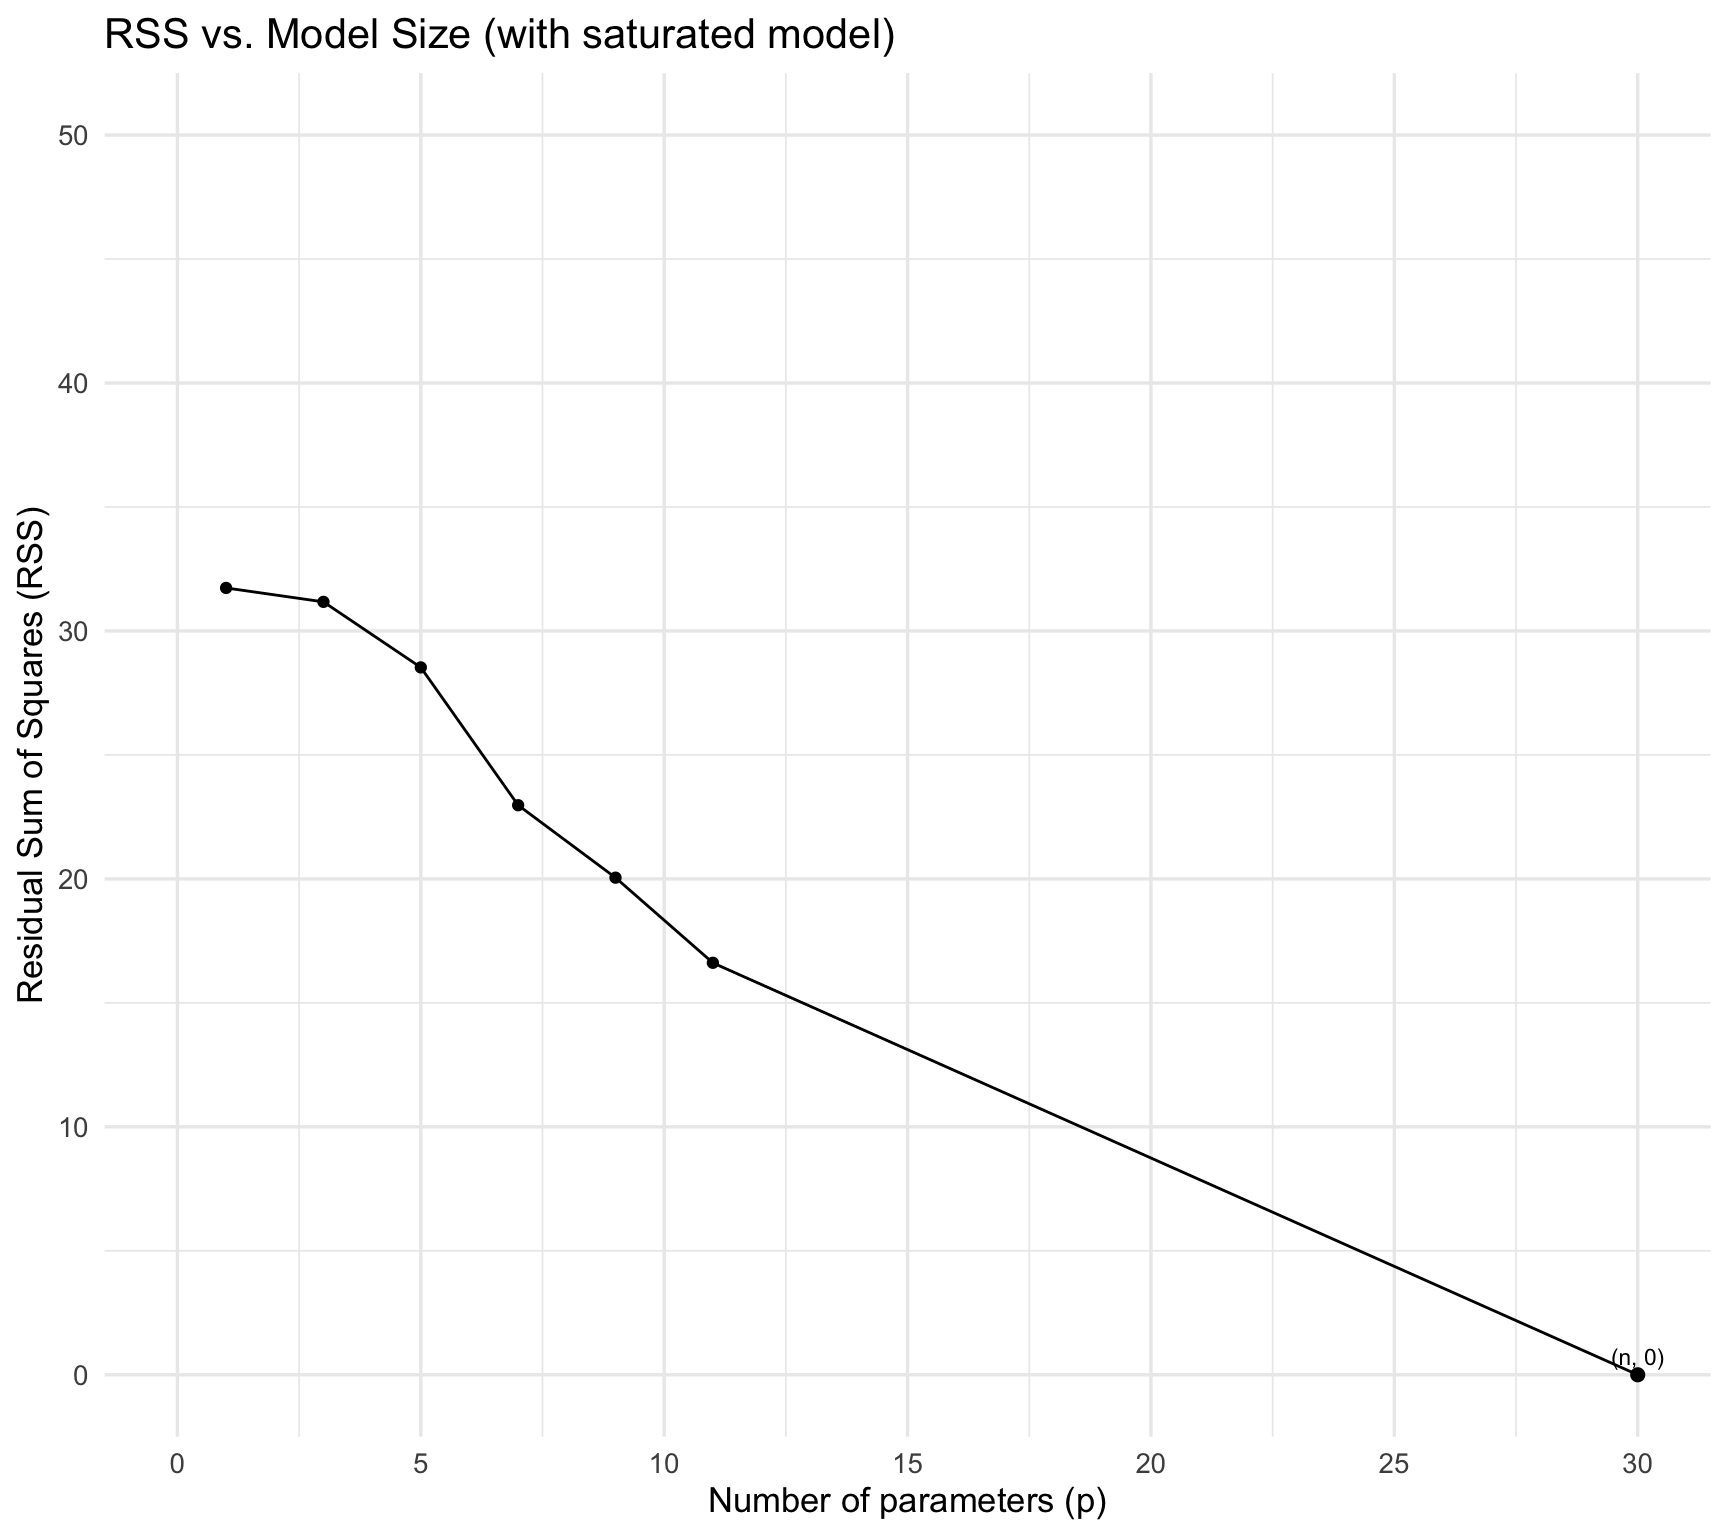 RSS vs. Model Size (with saturated model)
Residual Sum of Squares (RSS)
50
40
30
20
10
0
(n, 0)
0 5 10 15 20 25 30
Number of parameters (p)